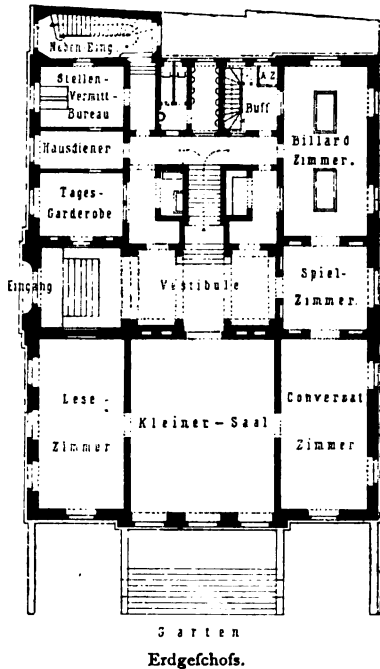 Neben Eing.
Stellen-
Vermitt-
Bureau
Buff
A Z
Billard
Zimmer.
Hausdiener
Tages-
Garderobe
Eingang
Vestibule
Spiel-
Zimmer.
Lese-
Zimmer
Kleiner-Saal
Conversat
Zimmer
Garten
Erdgeſchoſs.